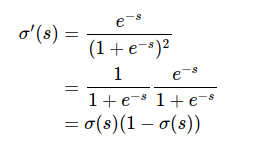 σ′(s) = e^{-s} / (1 + e^{-s})²
= 1 / (1 + e^{-s}) e^{-s} / (1 + e^{-s})
= σ(s)(1 − σ(s))